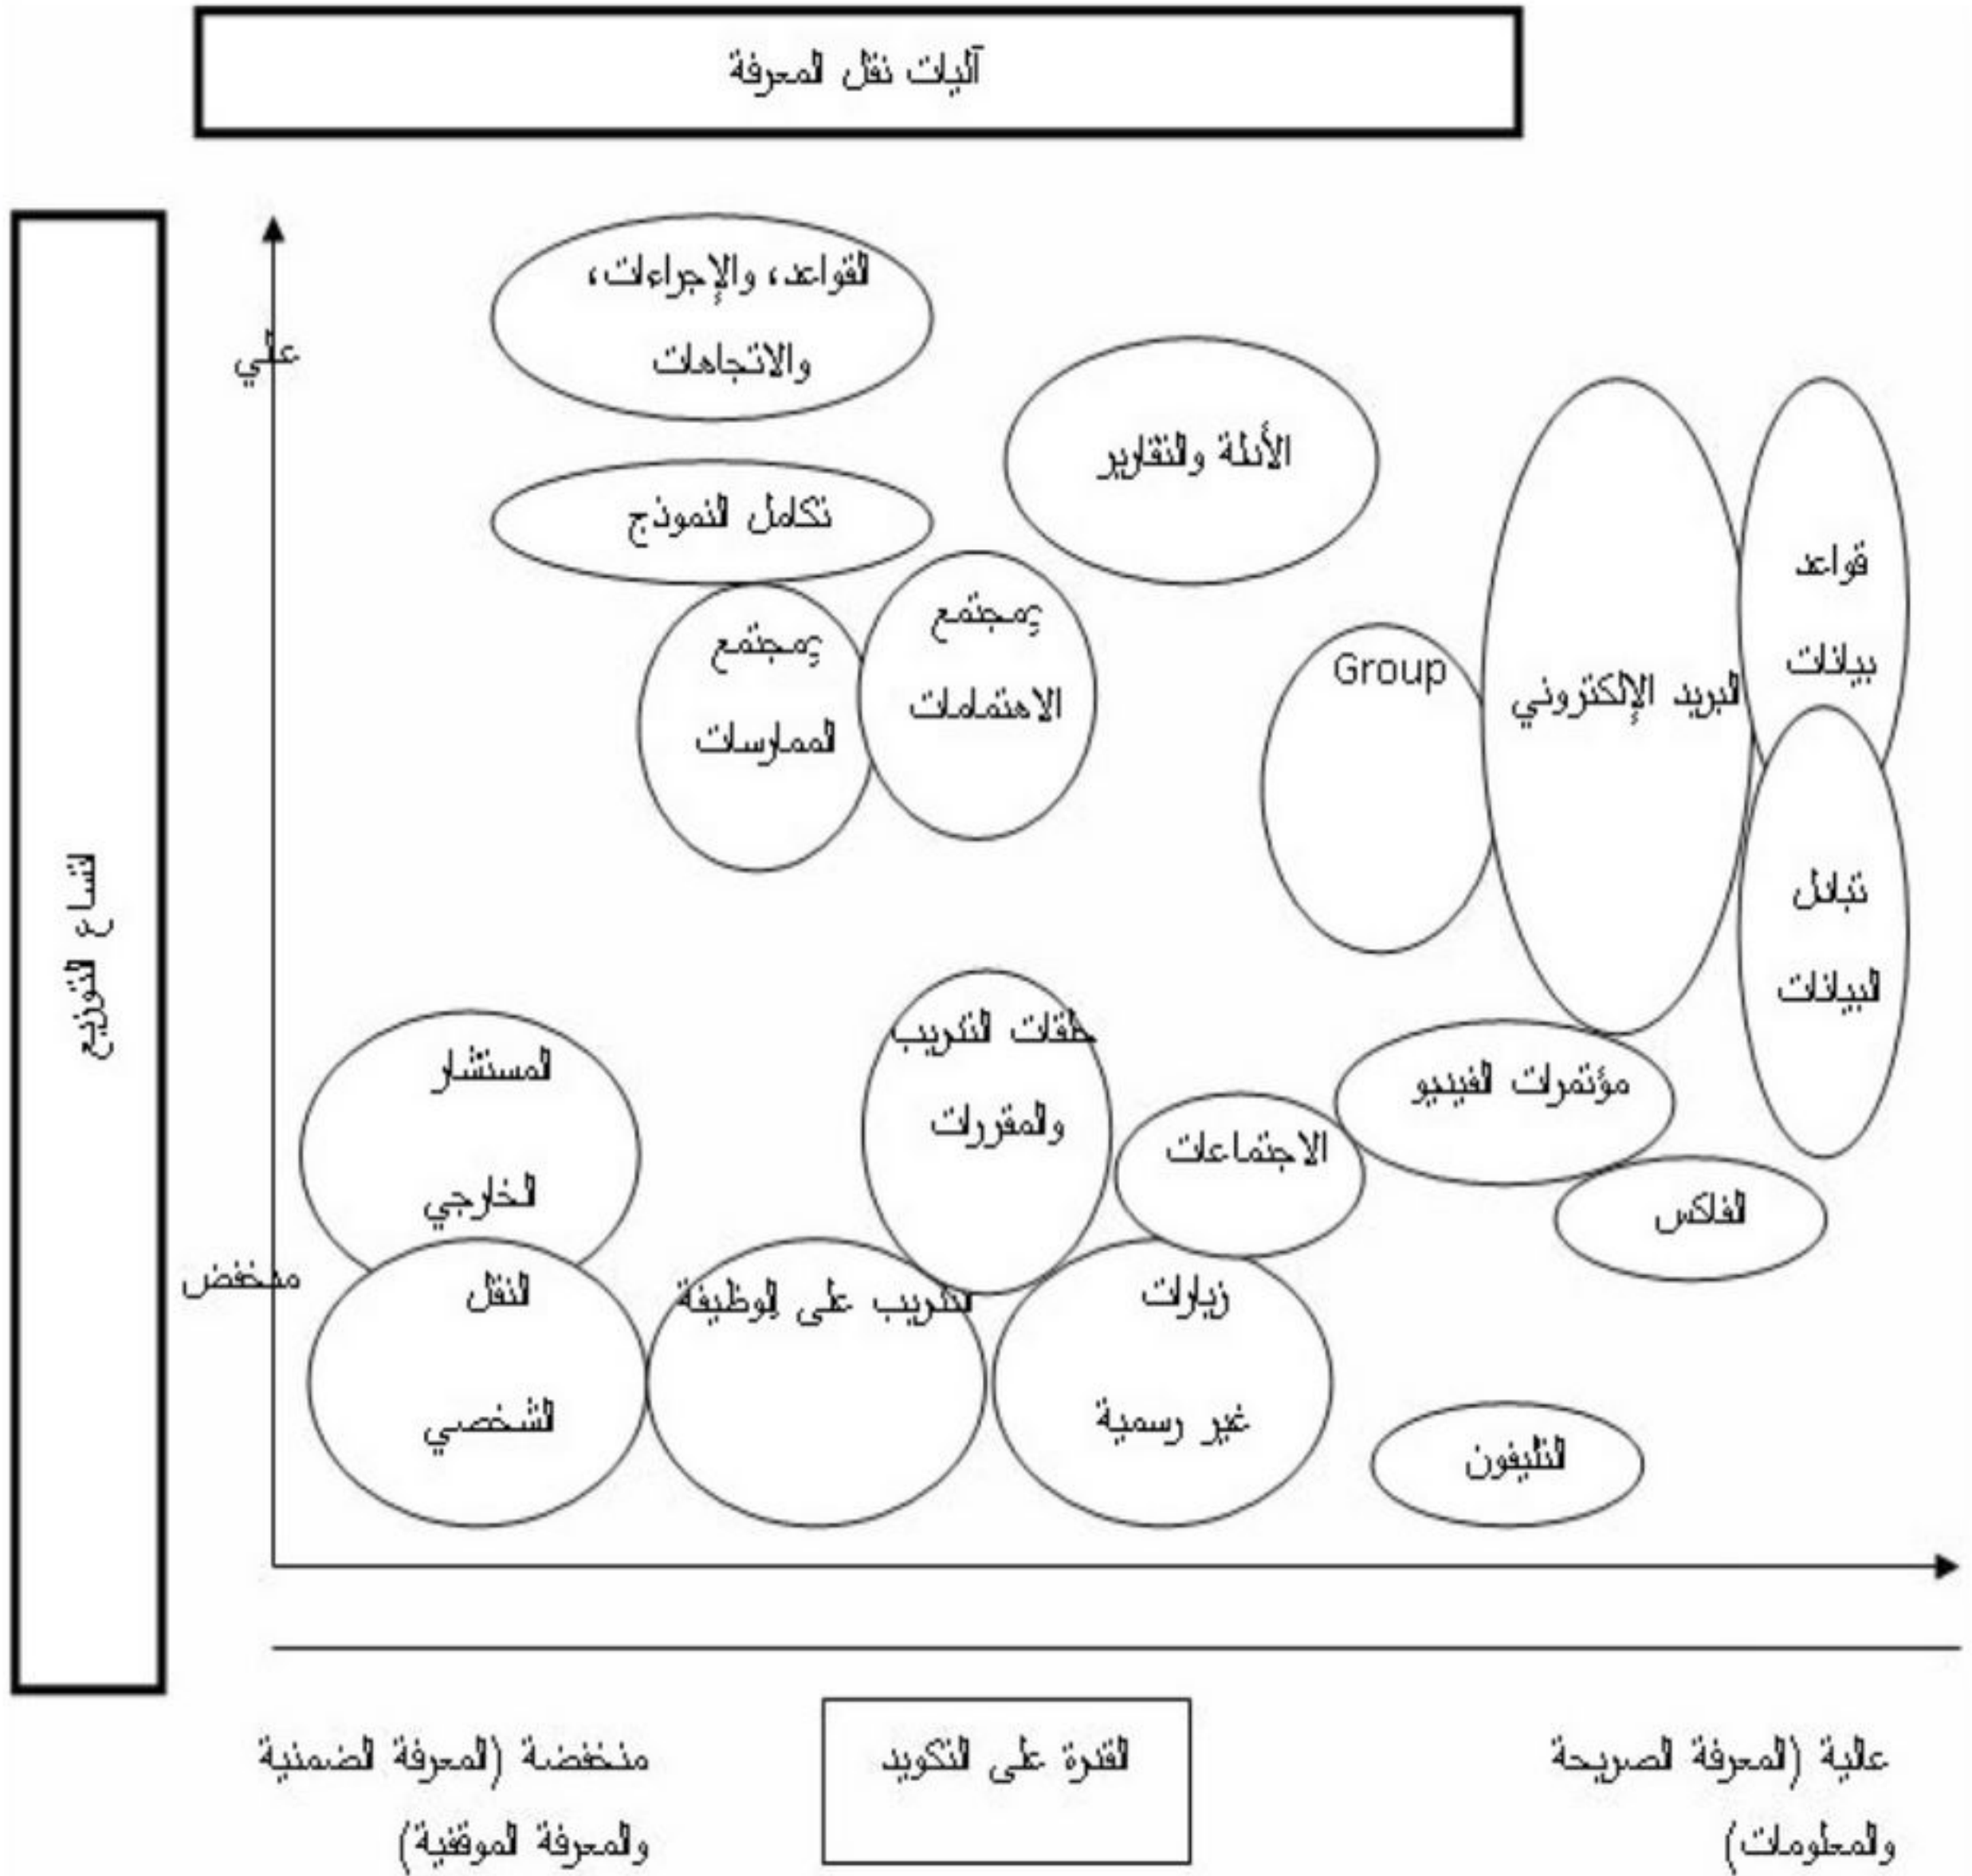 آليات نقل المعرفة
القواعد، والإجراءات،
والاتجاهات
عالي
الأدلة والتقارير
تكامل النموذج
قواعد
بيانات
مجتمع
الاهتمامات
مجتمع
الممارسات
Group
البريد الإلكتروني
اتساع التوزيع
تبادل
البيانات
حلقات التدريب
والمقررات
المستشار
الخارجي
مؤتمرات الفيديو
الاجتماعات
الفاكس
منخفض
النقل
الشخصي
التدريب على الوظيفة
زيارات
غير رسمية
التليفون
عالية (المعرفة الصريحة
والمعلومات)
القدرة على التكويد
منخفضة (المعرفة الضمنية
والمعرفة الموقفية)